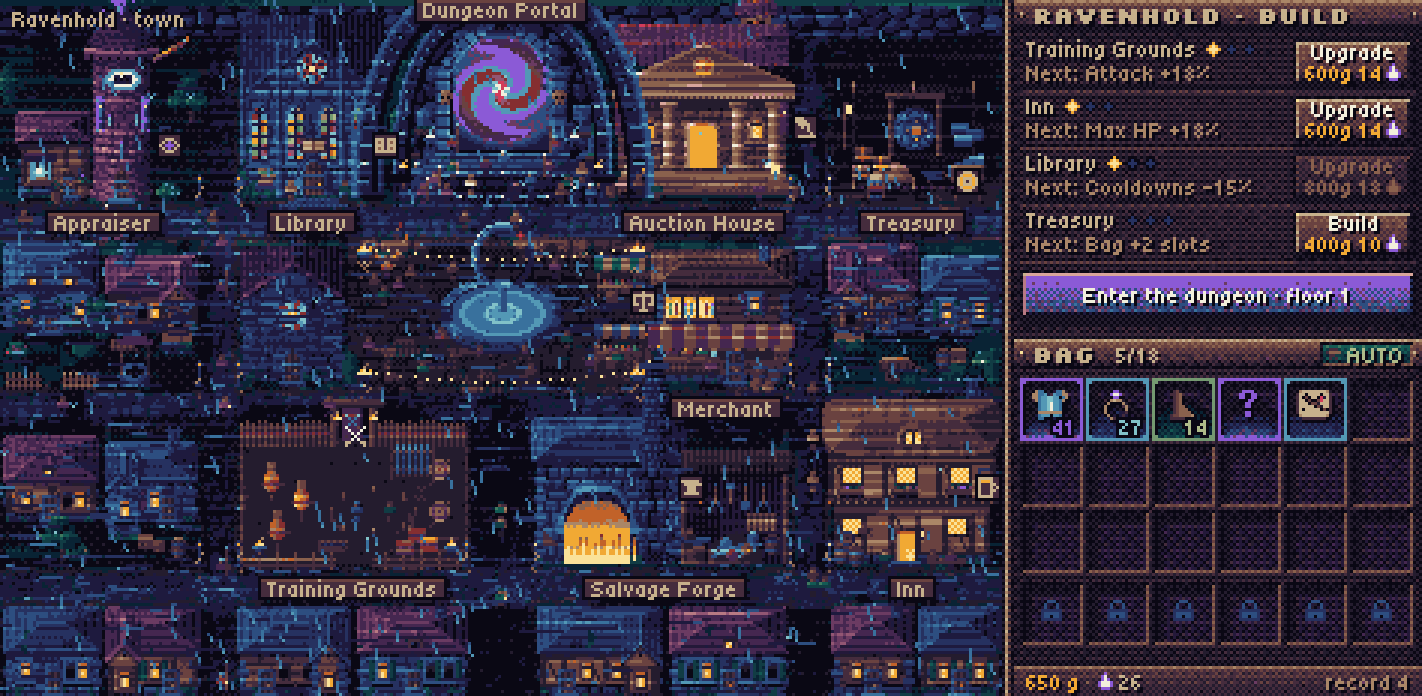 Ravenhold · town
Dungeon Portal
Appraiser
Library
Auction House
Treasury
Merchant
Training Grounds
Salvage Forge
Inn
RAVENHOLD - BUILD
Training Grounds
Next: Attack +18%
Upgrade
600g 14
Inn
Next: Max HP +18%
Upgrade
600g 14
Library
Next: Cooldowns -15%
Upgrade
800g 18
Treasury
Next: Bag +2 slots
Build
400g 10
Enter the dungeon · floor 1
BAG 5/18
AUTO
41
27
14
?
650 g 26
record 4